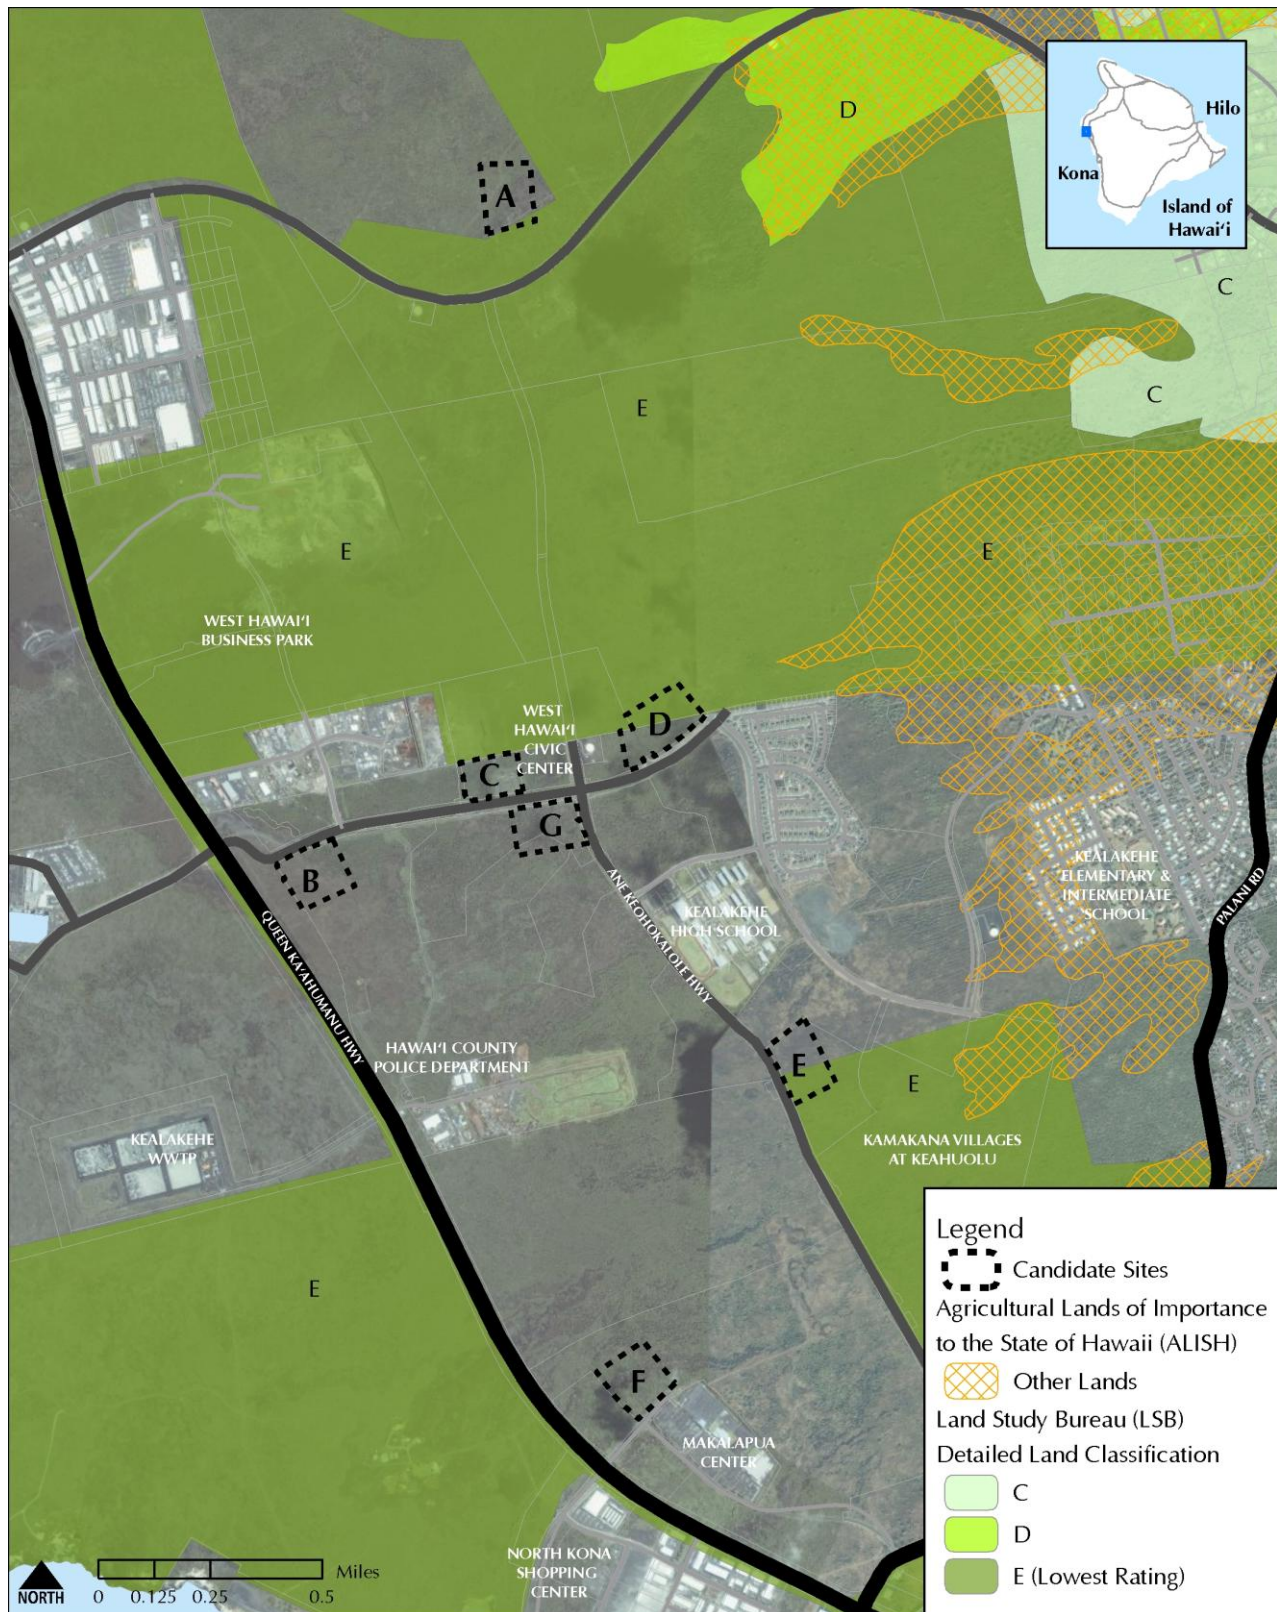 D
Hilo
Kona
Island of
Hawai‘i
A
C
C
E
E
E
WEST HAWAI‘I
BUSINESS PARK
WEST
HAWAI‘I
CIVIC
CENTER
D
C
G
B
KEALAKEHE
ELEMENTARY &
INTERMEDIATE
SCHOOL
PALANI RD
ANE KEOHOKALOLE HWY
KEALAKEHE
HIGH SCHOOL
QUEEN KA‘AHUMANU HWY
HAWAI‘I COUNTY
POLICE DEPARTMENT
E
E
KAMAKANA VILLAGES
AT KEAHUOLU
KEALAKEHE
WWTP
E
F
MAKALAPUA
CENTER
NORTH KONA
SHOPPING
CENTER
Legend
Candidate Sites
Agricultural Lands of Importance
to the State of Hawaii (ALISH)
Other Lands
Land Study Bureau (LSB)
Detailed Land Classification
C
D
E (Lowest Rating)
NORTH
Miles
0 0.125 0.25 0.5